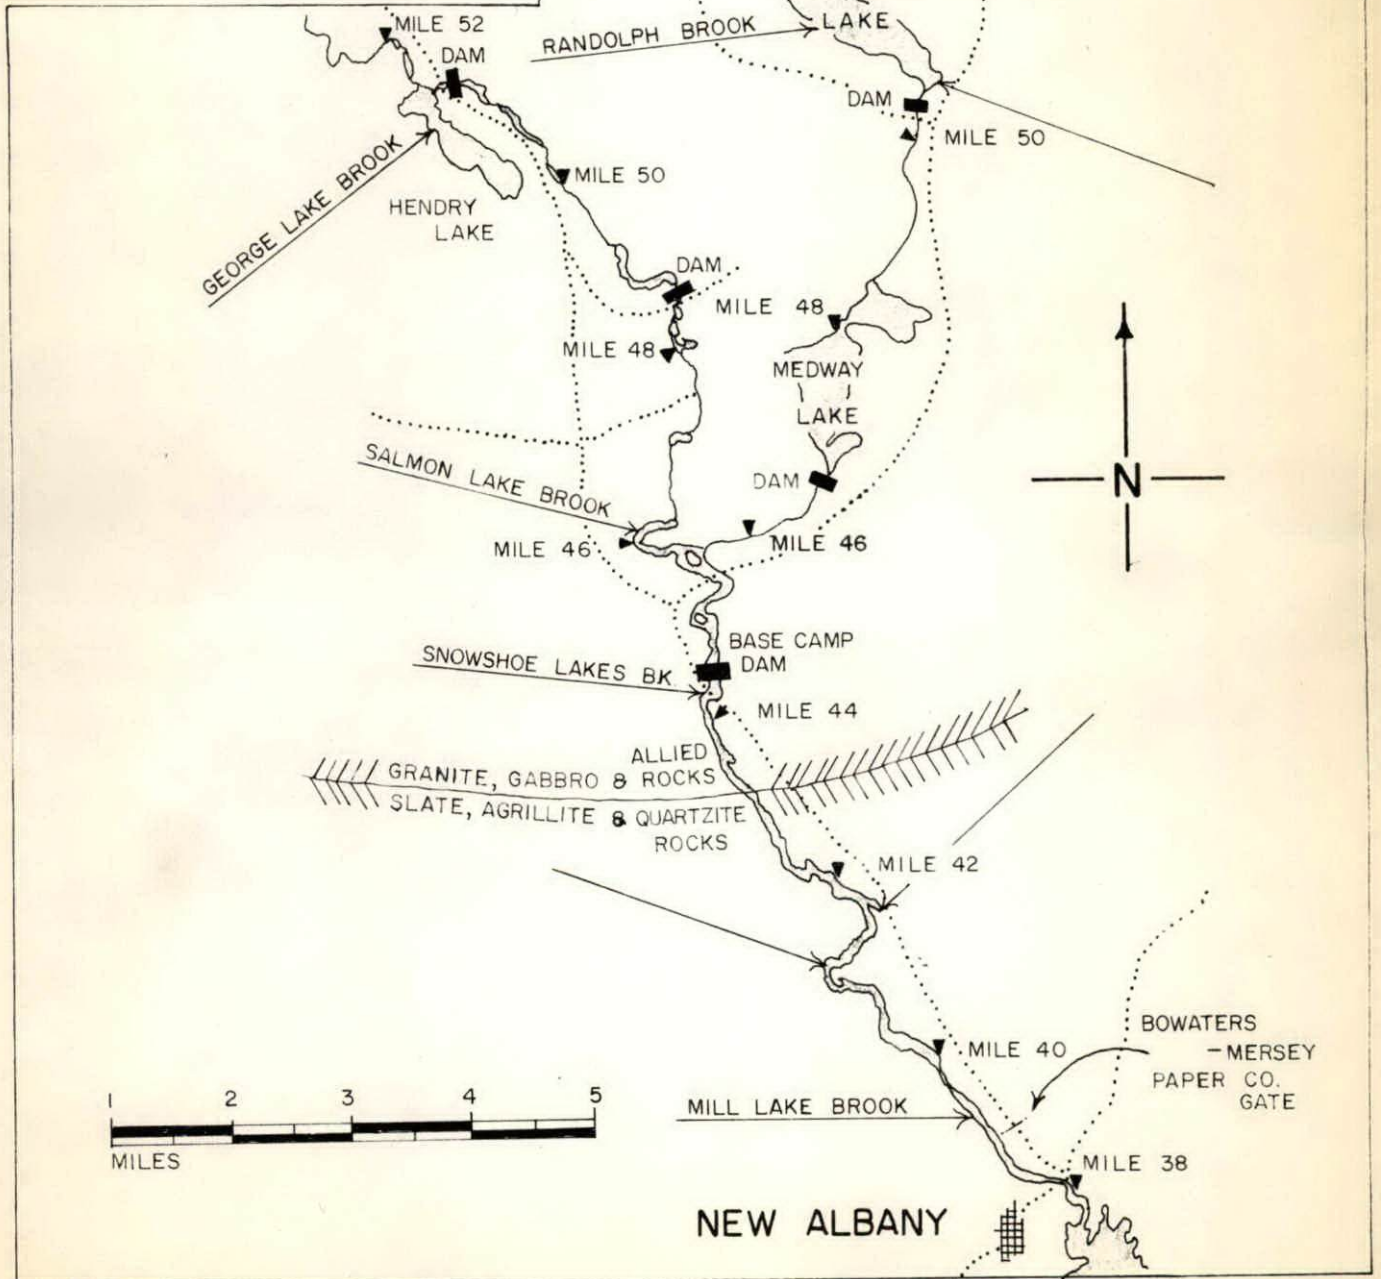 MILE 52
LAKE
RANDOLPH BROOK
DAM
DAM
MILE 50
GEORGE LAKE BROOK
MILE 50
HENDRY
LAKE
DAM
MILE 48
MILE 48
MEDWAY
LAKE
SALMON LAKE BROOK
DAM
N
MILE 46
MILE 46
BASE CAMP
DAM
SNOWSHOE LAKES BK.
MILE 44
ALLIED
GRANITE, GABBRO & ROCKS
SLATE, AGRILLITE & QUARTZITE
ROCKS
MILE 42
BOWATERS
-MERSEY
PAPER CO.
GATE
MILE 40
1 2 3 4 5
MILES
MILL LAKE BROOK
MILE 38
NEW ALBANY